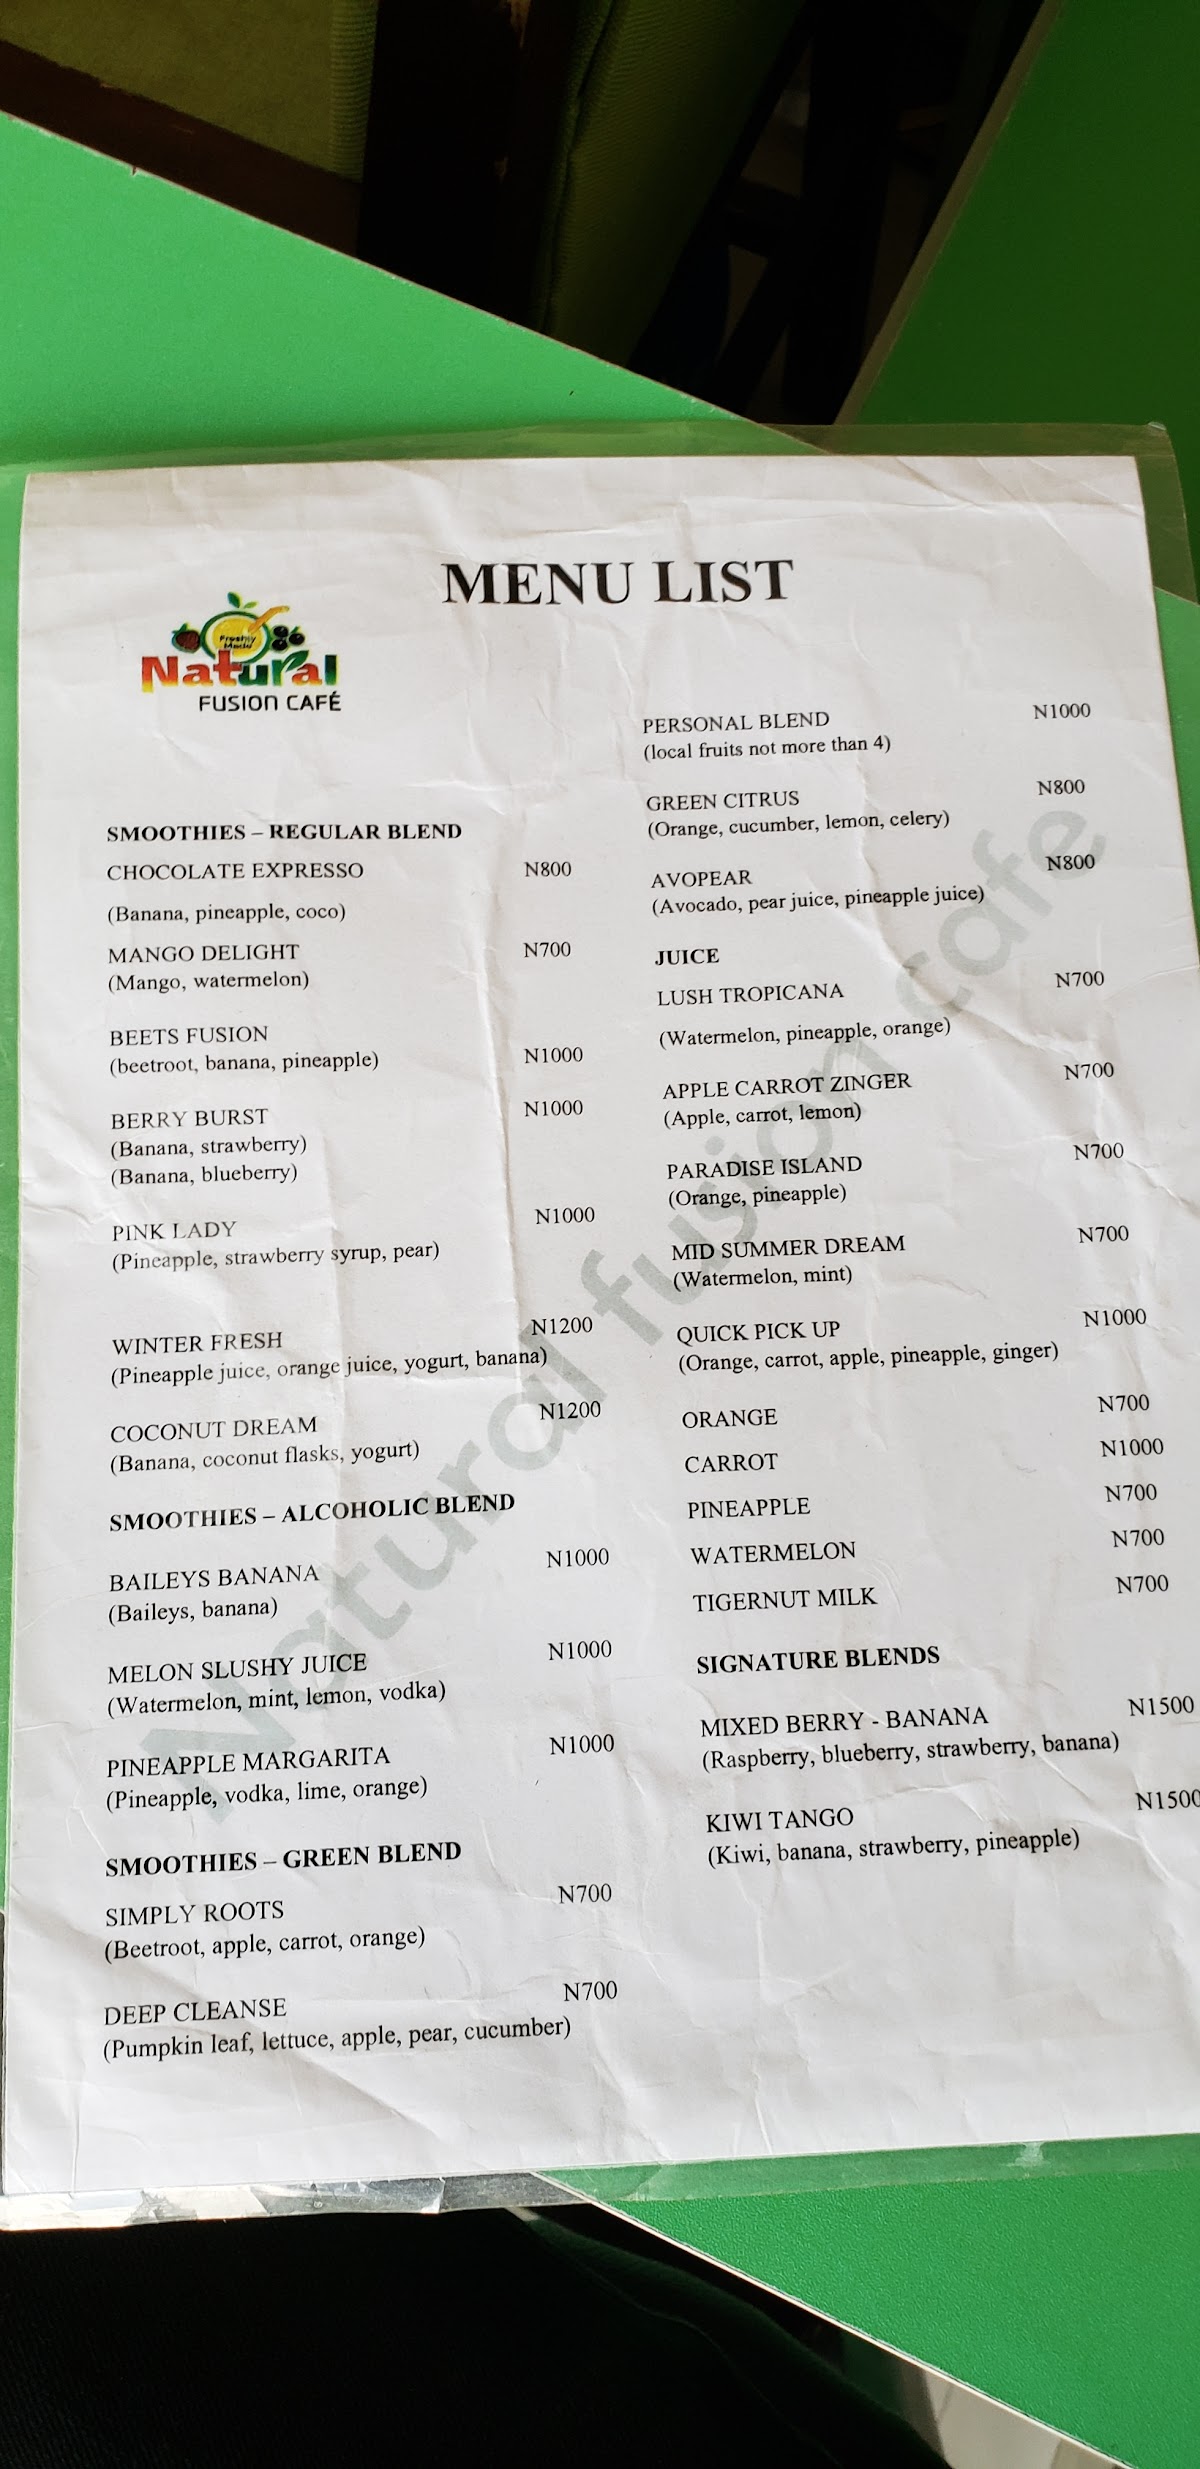 MENU LIST
Freshly
Made
Natural
FUSION CAFÉ
SMOOTHIES – REGULAR BLEND
CHOCOLATE EXPRESSO N800
(Banana, pineapple, coco)
MANGO DELIGHT N700
(Mango, watermelon)
BEETS FUSION
(beetroot, banana, pineapple) N1000
BERRY BURST N1000
(Banana, strawberry)
(Banana, blueberry)
PINK LADY N1000
(Pineapple, strawberry syrup, pear)
WINTER FRESH N1200
(Pineapple juice, orange juice, yogurt, banana)
COCONUT DREAM N1200
(Banana, coconut flasks, yogurt)
SMOOTHIES – ALCOHOLIC BLEND
BAILEYS BANANA N1000
(Baileys, banana)
MELON SLUSHY JUICE N1000
(Watermelon, mint, lemon, vodka)
PINEAPPLE MARGARITA N1000
(Pineapple, vodka, lime, orange)
SMOOTHIES – GREEN BLEND
SIMPLY ROOTS N700
(Beetroot, apple, carrot, orange)
DEEP CLEANSE N700
(Pumpkin leaf, lettuce, apple, pear, cucumber)
PERSONAL BLEND N1000
(local fruits not more than 4)
GREEN CITRUS N800
(Orange, cucumber, lemon, celery)
AVOPEAR N800
(Avocado, pear juice, pineapple juice)
JUICE
LUSH TROPICANA N700
(Watermelon, pineapple, orange)
APPLE CARROT ZINGER N700
(Apple, carrot, lemon)
PARADISE ISLAND N700
(Orange, pineapple)
MID SUMMER DREAM N700
(Watermelon, mint)
QUICK PICK UP N1000
(Orange, carrot, apple, pineapple, ginger)
ORANGE N700
CARROT N1000
PINEAPPLE N700
WATERMELON N700
TIGERNUT MILK N700
SIGNATURE BLENDS
MIXED BERRY - BANANA N1500
(Raspberry, blueberry, strawberry, banana)
KIWI TANGO N1500
(Kiwi, banana, strawberry, pineapple)
Natural fusion cafe